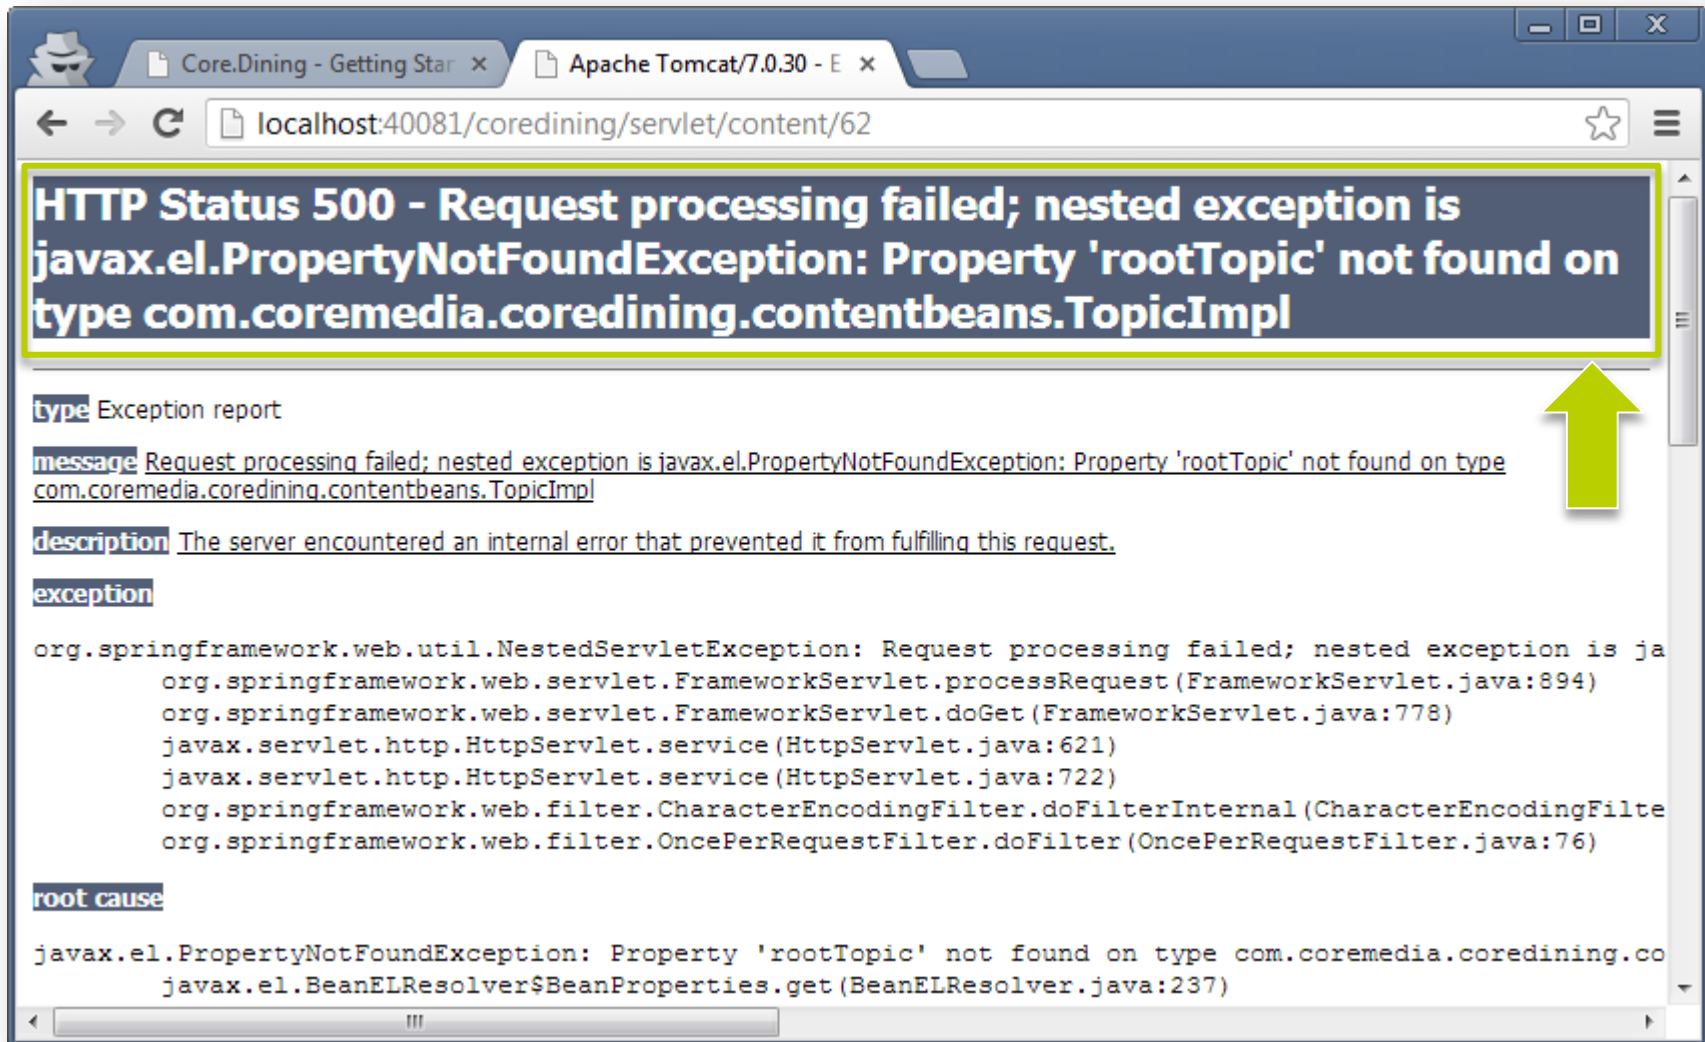 Core.Dining - Getting Star
Apache Tomcat/7.0.30 - E
localhost:40081/coredining/servlet/content/62
HTTP Status 500 - Request processing failed; nested exception is
javax.el.PropertyNotFoundException: Property 'rootTopic' not found on
type com.coremedia.coredining.contentbeans.TopicImpl
type Exception report
message Request processing failed; nested exception is javax.el.PropertyNotFoundException: Property 'rootTopic' not found on type
com.coremedia.coredining.contentbeans.TopicImpl
description The server encountered an internal error that prevented it from fulfilling this request.
exception
org.springframework.web.util.NestedServletException: Request processing failed; nested exception is ja
org.springframework.web.servlet.FrameworkServlet.processRequest(FrameworkServlet.java:894)
org.springframework.web.servlet.FrameworkServlet.doGet(FrameworkServlet.java:778)
javax.servlet.http.HttpServlet.service(HttpServlet.java:621)
javax.servlet.http.HttpServlet.service(HttpServlet.java:722)
org.springframework.web.filter.CharacterEncodingFilter.doFilterInternal(CharacterEncodingFilte
org.springframework.web.filter.OncePerRequestFilter.doFilter(OncePerRequestFilter.java:76)
root cause
javax.el.PropertyNotFoundException: Property 'rootTopic' not found on type com.coremedia.coredining.co
javax.el.BeanELResolver$BeanProperties.get(BeanELResolver.java:237)